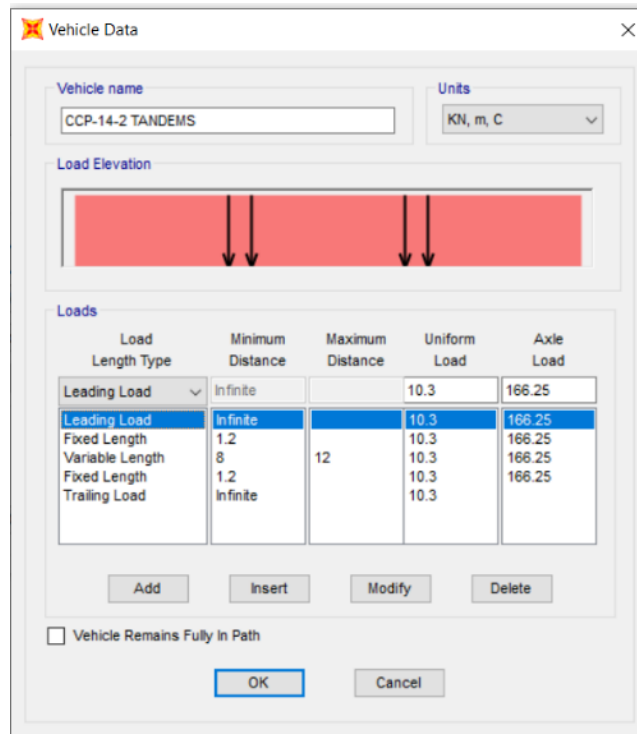 Vehicle Data
Vehicle name Units
CCP-14-2 TANDEMS KN, m, C
Load Elevation
Loads
Load Minimum Maximum Uniform Axle
Length Type Distance Distance Load Load
Leading Load Infinite 10.3 166.25
Leading Load Infinite 10.3 166.25
Fixed Length 1.2 10.3 166.25
Variable Length 8 12 10.3 166.25
Fixed Length 1.2 10.3 166.25
Trailing Load Infinite 10.3
Add Insert Modify Delete
Vehicle Remains Fully In Path
OK Cancel